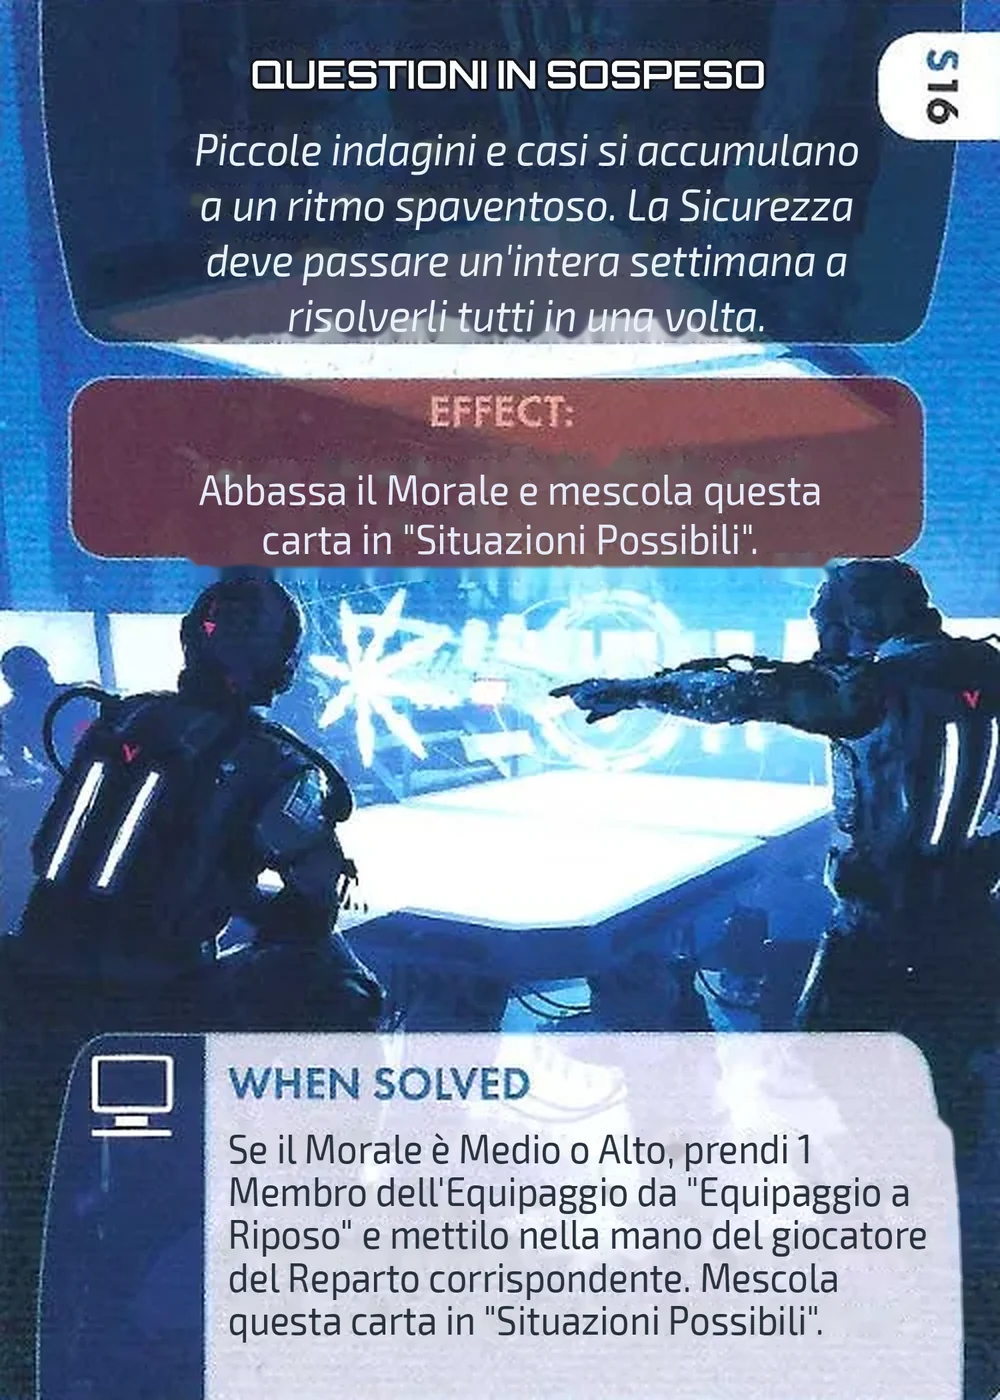 QUESTIONI IN SOSPESO
S16
Piccole indagini e casi si accumulano
a un ritmo spaventoso. La Sicurezza
deve passare un'intera settimana a
risolverli tutti in una volta.
EFFECT:
Abbassa il Morale e mescola questa
carta in "Situazioni Possibili".
WHEN SOLVED
Se il Morale è Medio o Alto, prendi 1
Membro dell'Equipaggio da "Equipaggio a
Riposo" e mettilo nella mano del giocatore
del Reparto corrispondente. Mescola
questa carta in "Situazioni Possibili".